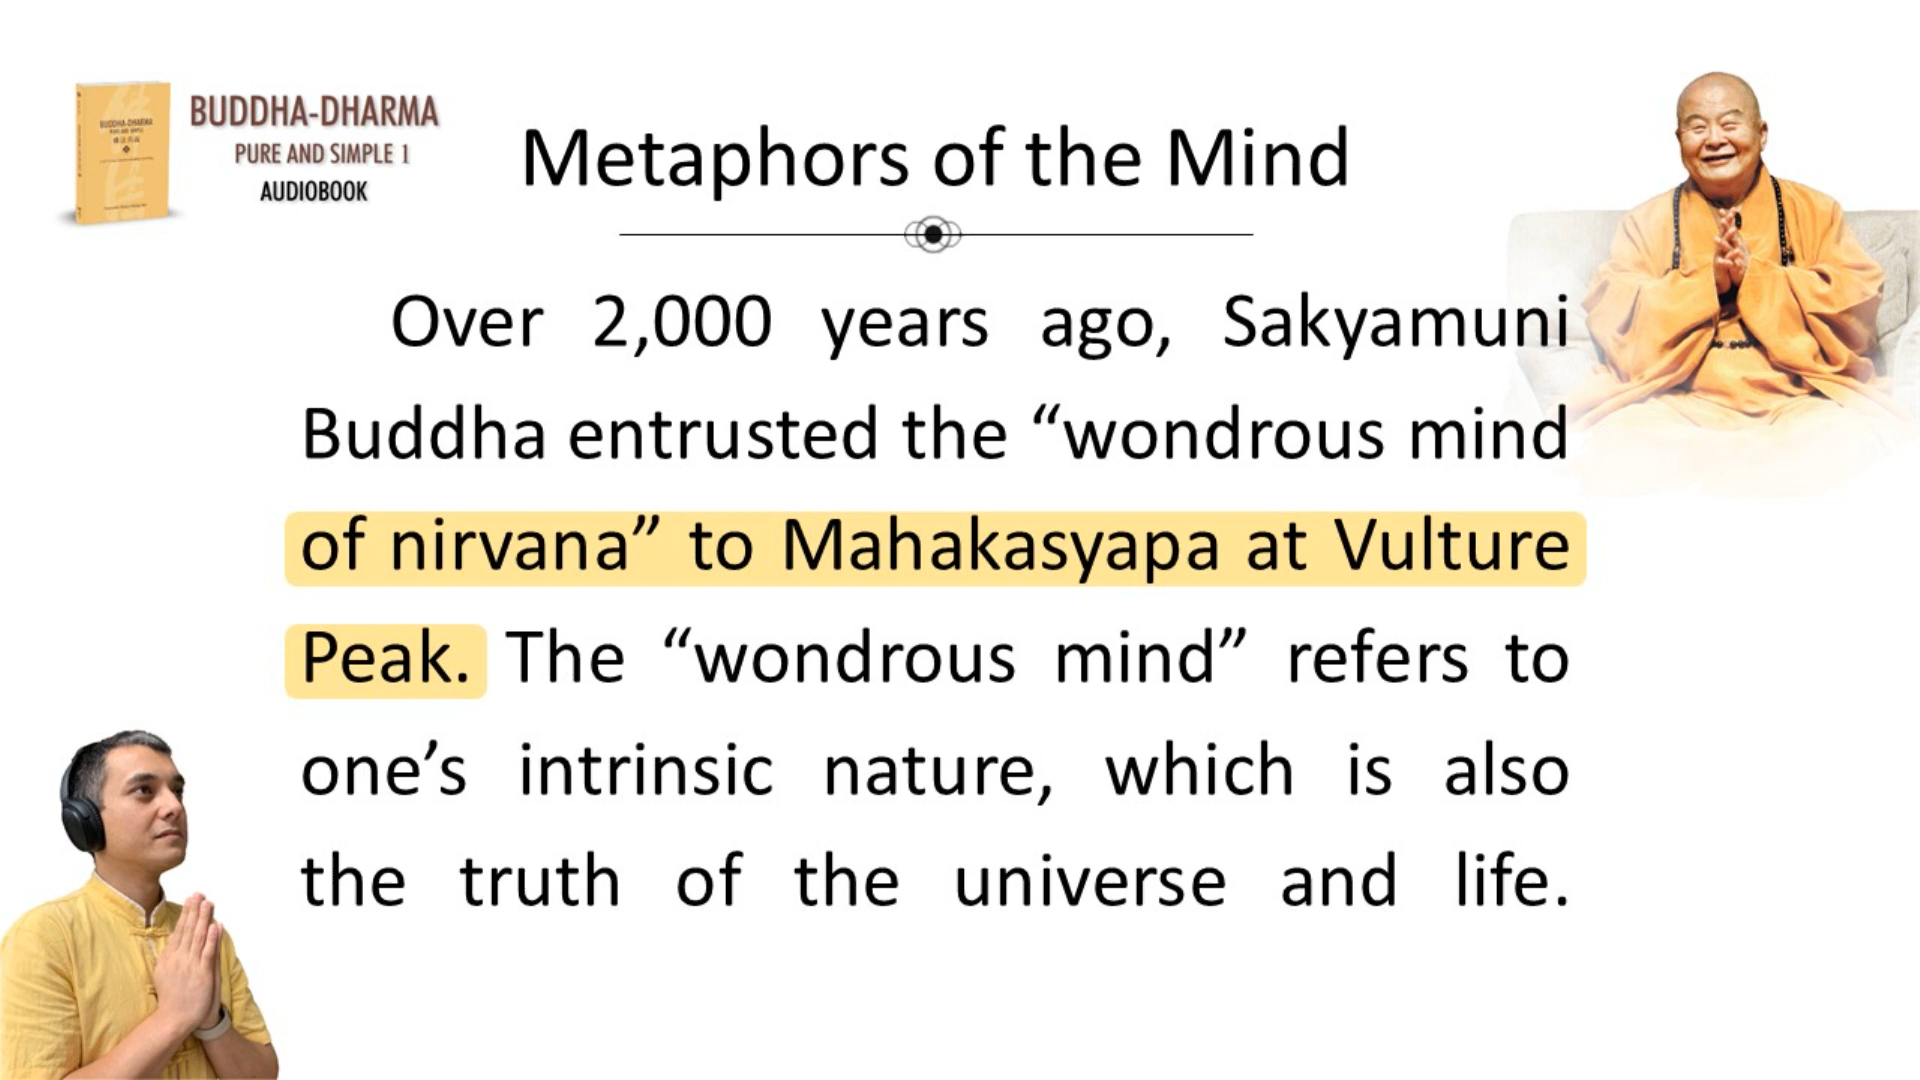 BUDDHA-DHARMA
PURE AND SIMPLE 1
AUDIOBOOK
BUDDHA-DHARMA
Metaphors of the Mind
Over 2,000 years ago, Sakyamuni
Buddha entrusted the “wondrous mind
of nirvana” to Mahakasyapa at Vulture
Peak. The “wondrous mind” refers to
one’s intrinsic nature, which is also
the truth of the universe and life.